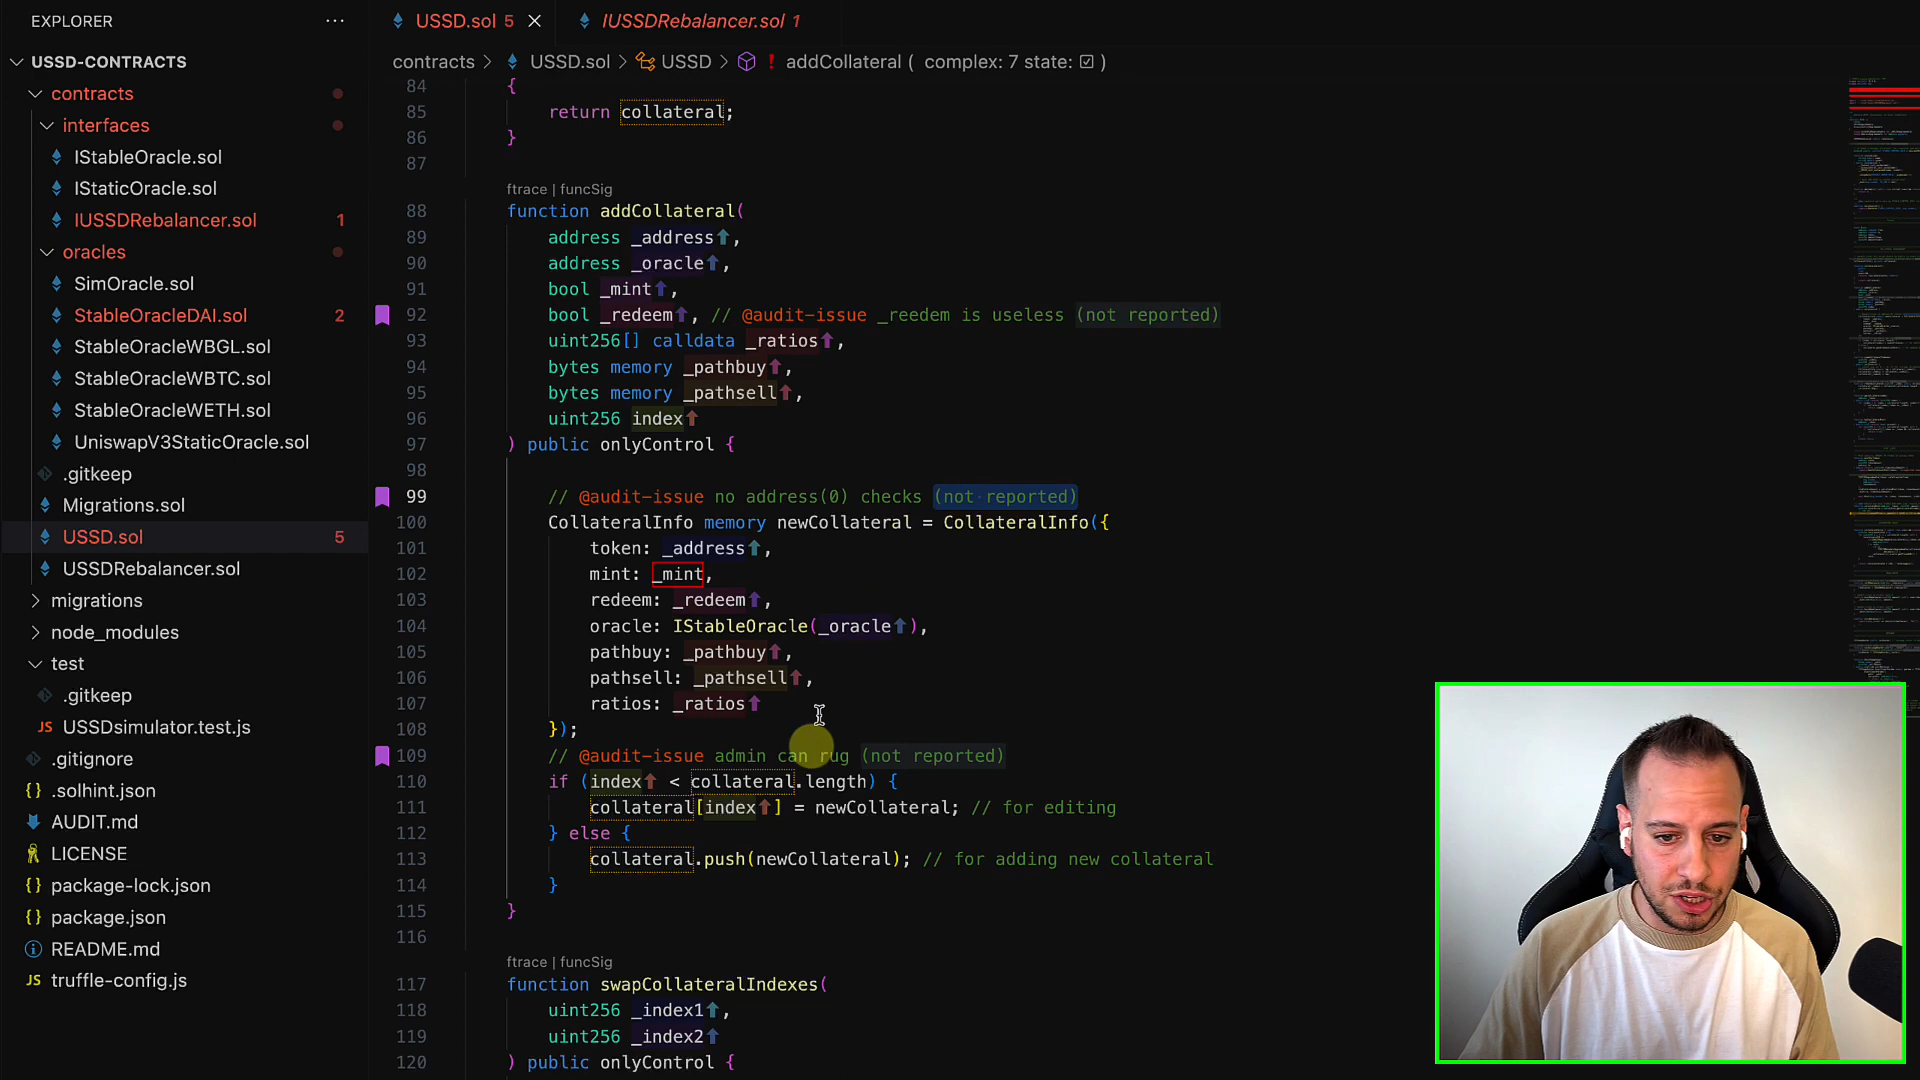 EXPLORER
USSD-CONTRACTS
contracts
interfaces
IStableOracle.sol
IStaticOracle.sol
IUSSDRebalancer.sol 1
oracles
SimOracle.sol
StableOracleDAI.sol 2
StableOracleWBGL.sol
StableOracleWBTC.sol
StableOracleWETH.sol
UniswapV3StaticOracle.sol
.gitkeep
Migrations.sol
USSD.sol 5
USSDRebalancer.sol
migrations
node_modules
test
.gitkeep
JS USSDsimulator.test.js
.gitignore
{} .solhint.json
AUDIT.md
LICENSE
{} package-lock.json
{} package.json
README.md
JS truffle-config.js
USSD.sol 5
IUSSDRebalancer.sol 1
contracts > USSD.sol > USSD > ! addCollateral ( complex: 7 state: ☑ )
84 {
85 return collateral;
86 }
87
ftrace | funcSig
88 function addCollateral(
89 address _address↑,
90 address _oracle↑,
91 bool _mint↑,
92 bool _redeem↑, // @audit-issue _reedem is useless (not reported)
93 uint256[] calldata _ratios↑,
94 bytes memory _pathbuy↑,
95 bytes memory _pathsell↑,
96 uint256 index↑
97 ) public onlyControl {
98
99 // @audit-issue no address(0) checks (not reported)
100 CollateralInfo memory newCollateral = CollateralInfo({
101 token: _address↑,
102 mint: _mint,
103 redeem: _redeem↑,
104 oracle: IStableOracle(_oracle↑),
105 pathbuy: _pathbuy↑,
106 pathsell: _pathsell↑,
107 ratios: _ratios↑
108 });
109 // @audit-issue admin can rug (not reported)
110 if (index↑ < collateral.length) {
111 collateral[index↑] = newCollateral; // for editing
112 } else {
113 collateral.push(newCollateral); // for adding new collateral
114 }
115 }
116
ftrace | funcSig
117 function swapCollateralIndexes(
118 uint256 _index1↑,
119 uint256 _index2↑
120 ) public onlyControl {